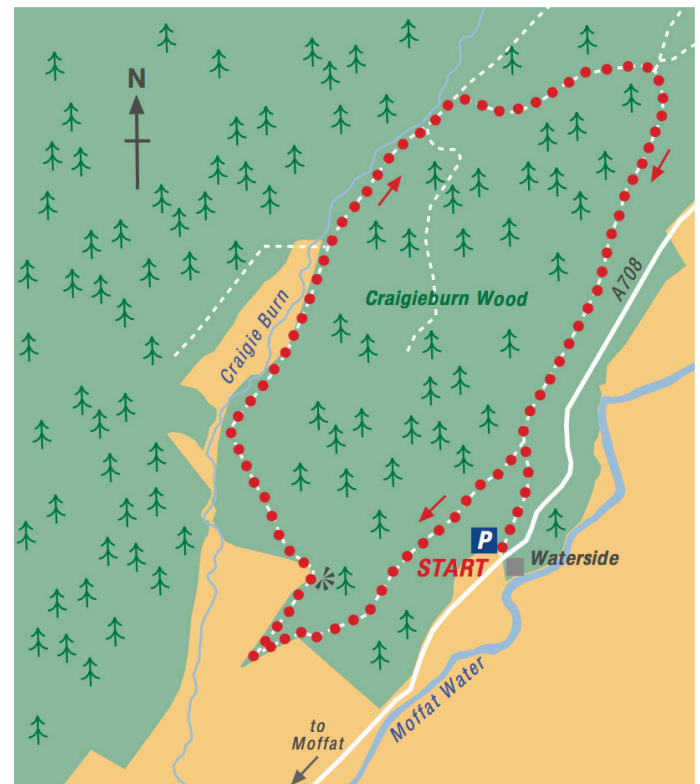 N
A708
Craigieburn Wood
Craigie Burn
P
START
Waterside
Moffat Water
to
Moffat